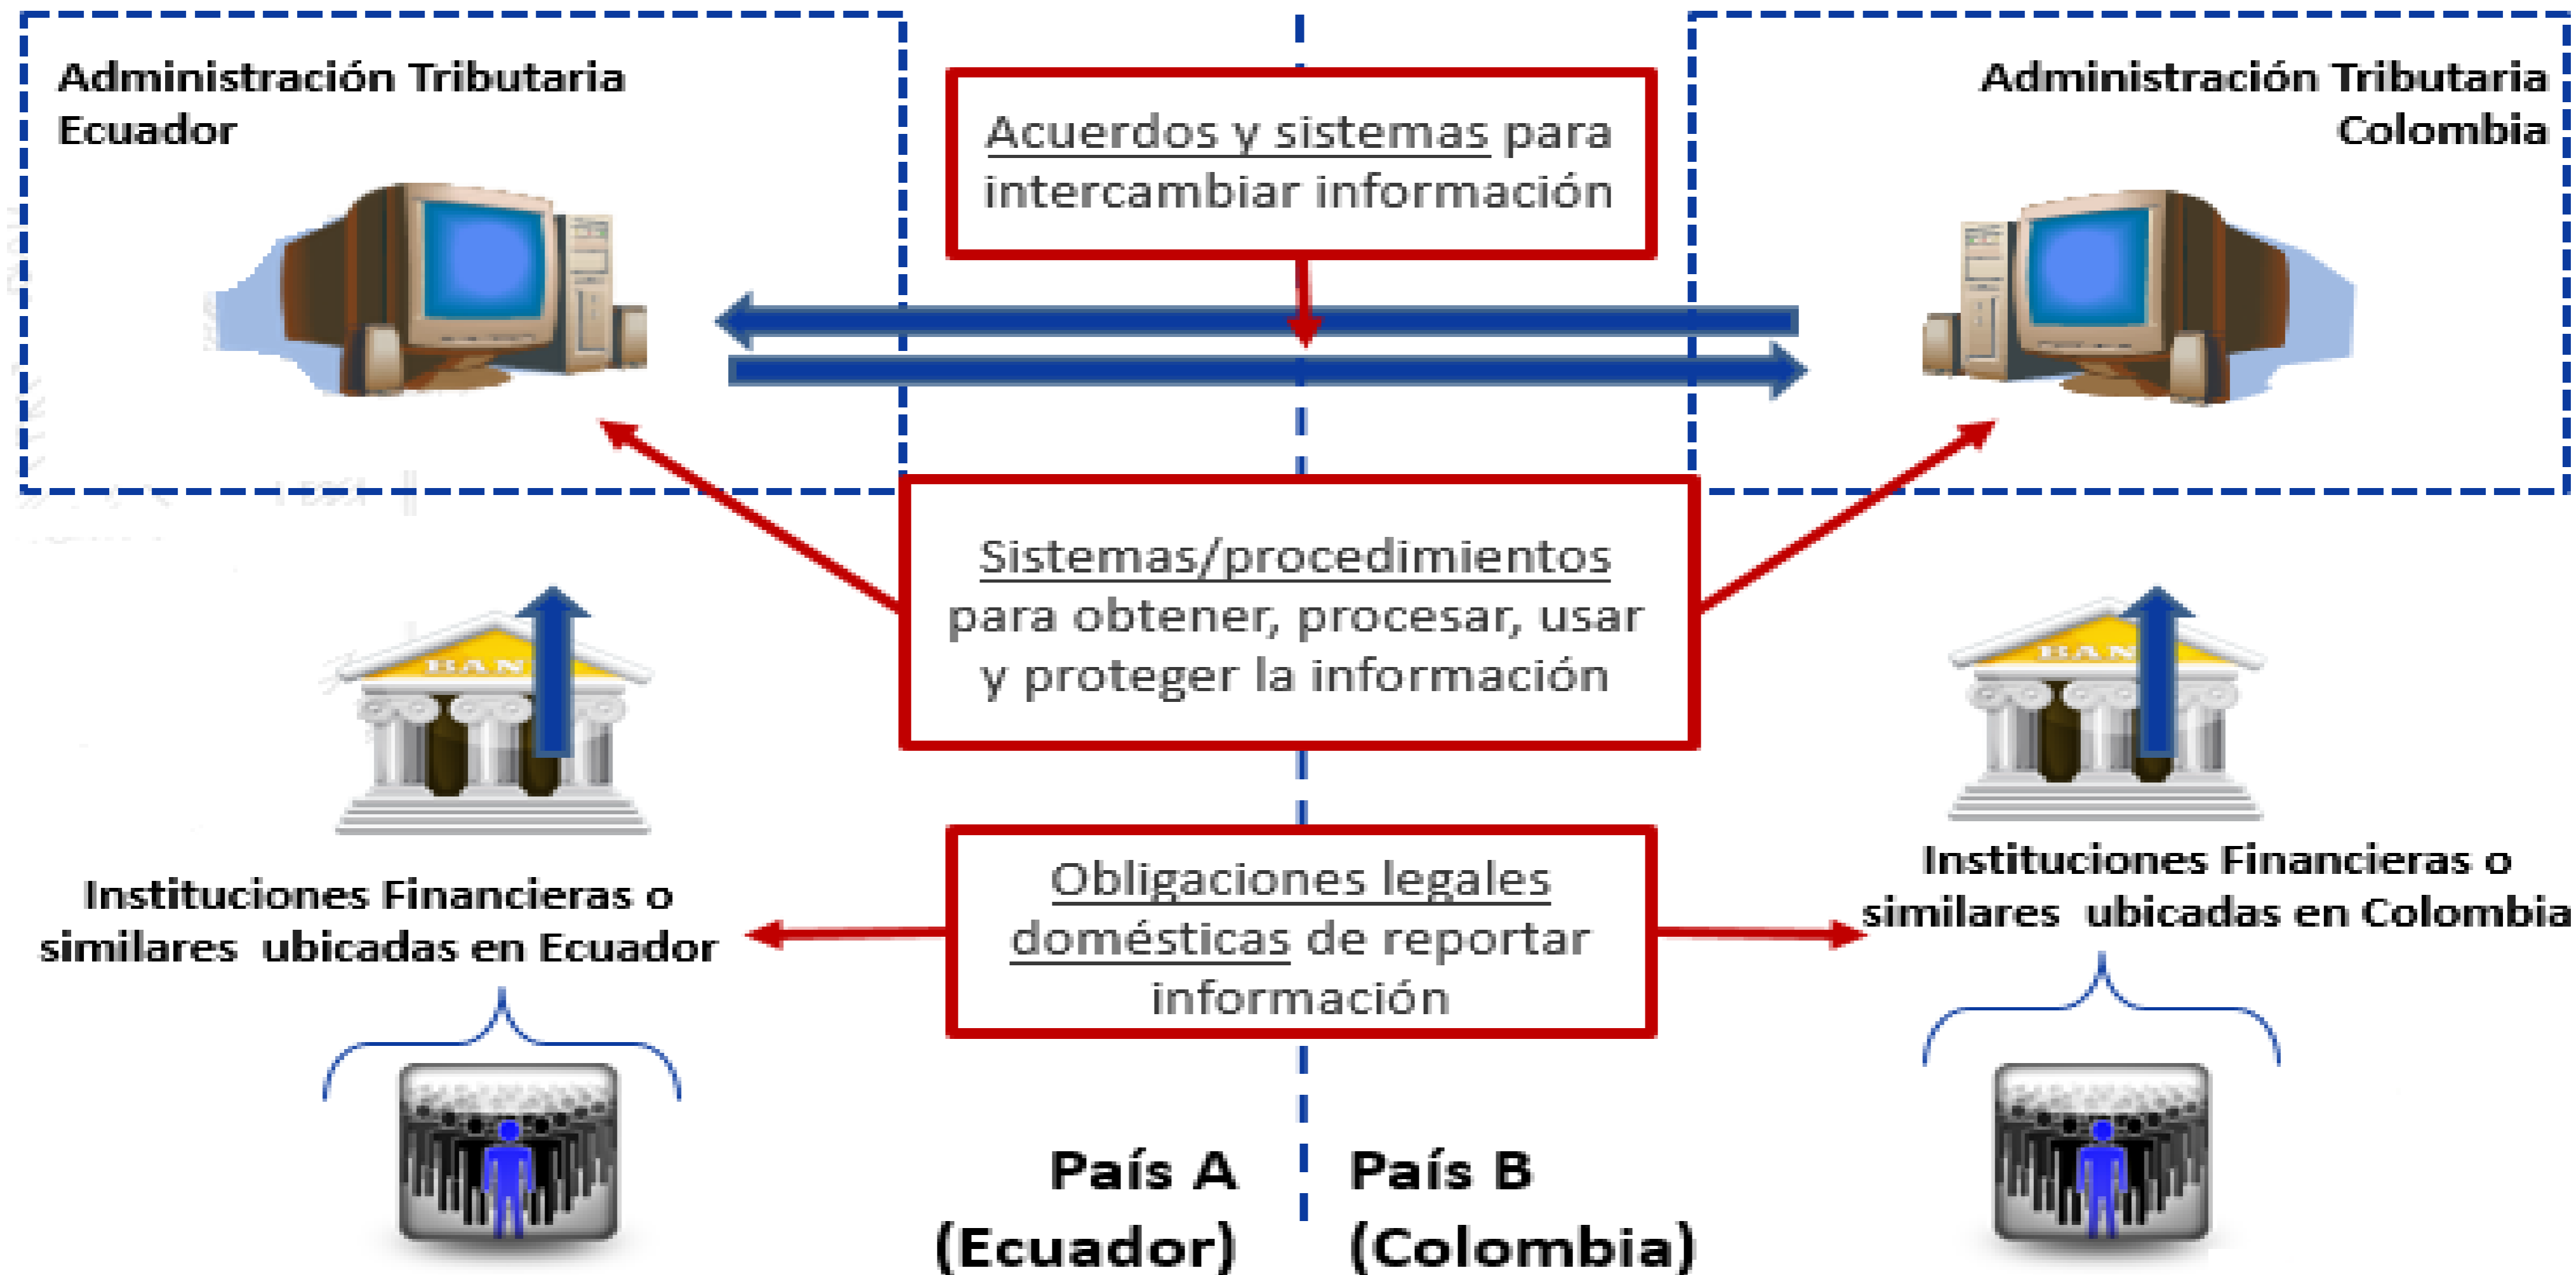 Administración Tributaria
Ecuador
Acuerdos y sistemas para
intercambiar información
Administración Tributaria
Colombia
Sistemas/procedimientos
para obtener, procesar, usar
y proteger la información
BAN
BAN
Instituciones Financieras o
similares ubicadas en Ecuador
Obligaciones legales
domésticas de reportar
información
Instituciones Financieras o
similares ubicadas en Colombia
País A
(Ecuador)
País B
(Colombia)